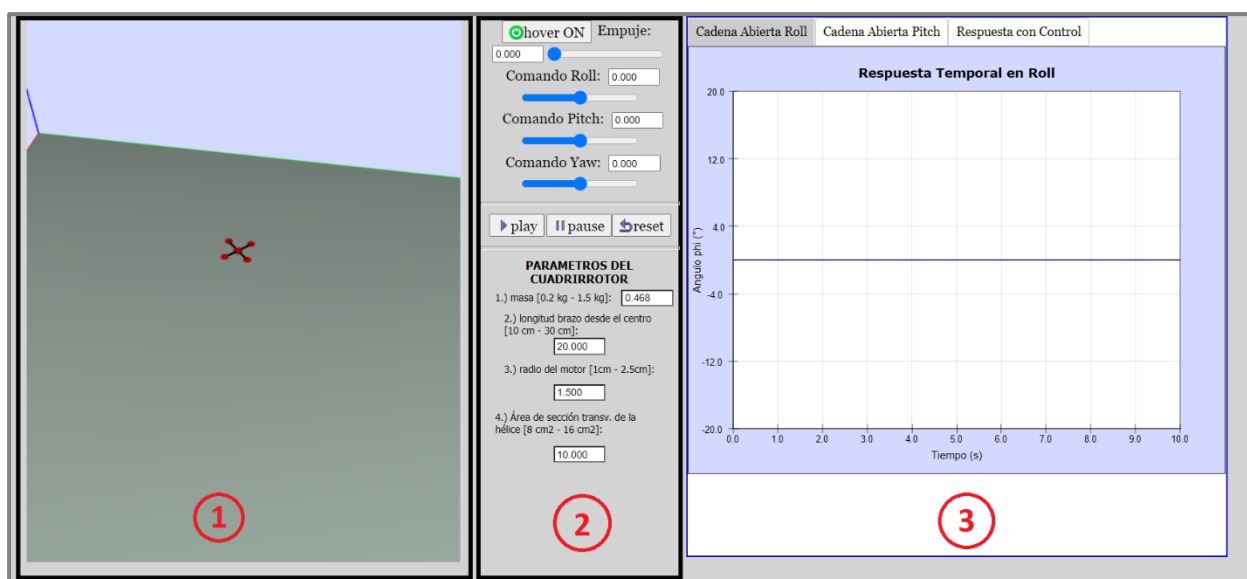 1
hover ON Empuje:
0.000
Comando Roll: 0.000
Comando Pitch: 0.000
Comando Yaw: 0.000
play pause reset
PARAMETROS DEL
CUADRIRROTOR
1.) masa [0.2 kg - 1.5 kg]: 0.468
2.) longitud brazo desde el centro
[10 cm - 30 cm]:
20.000
3.) radio del motor [1cm - 2.5cm]:
1.500
4.) Área de sección transv. de la
hélice [8 cm2 - 16 cm2]:
10.000
2
Cadena Abierta Roll Cadena Abierta Pitch Respuesta con Control
Respuesta Temporal en Roll
Angulo phi (°)
20.0
12.0
4.0
-4.0
-12.0
-20.0
0.0 1.0 2.0 3.0 4.0 5.0 6.0 7.0 8.0 9.0 10.0
Tiempo (s)
3